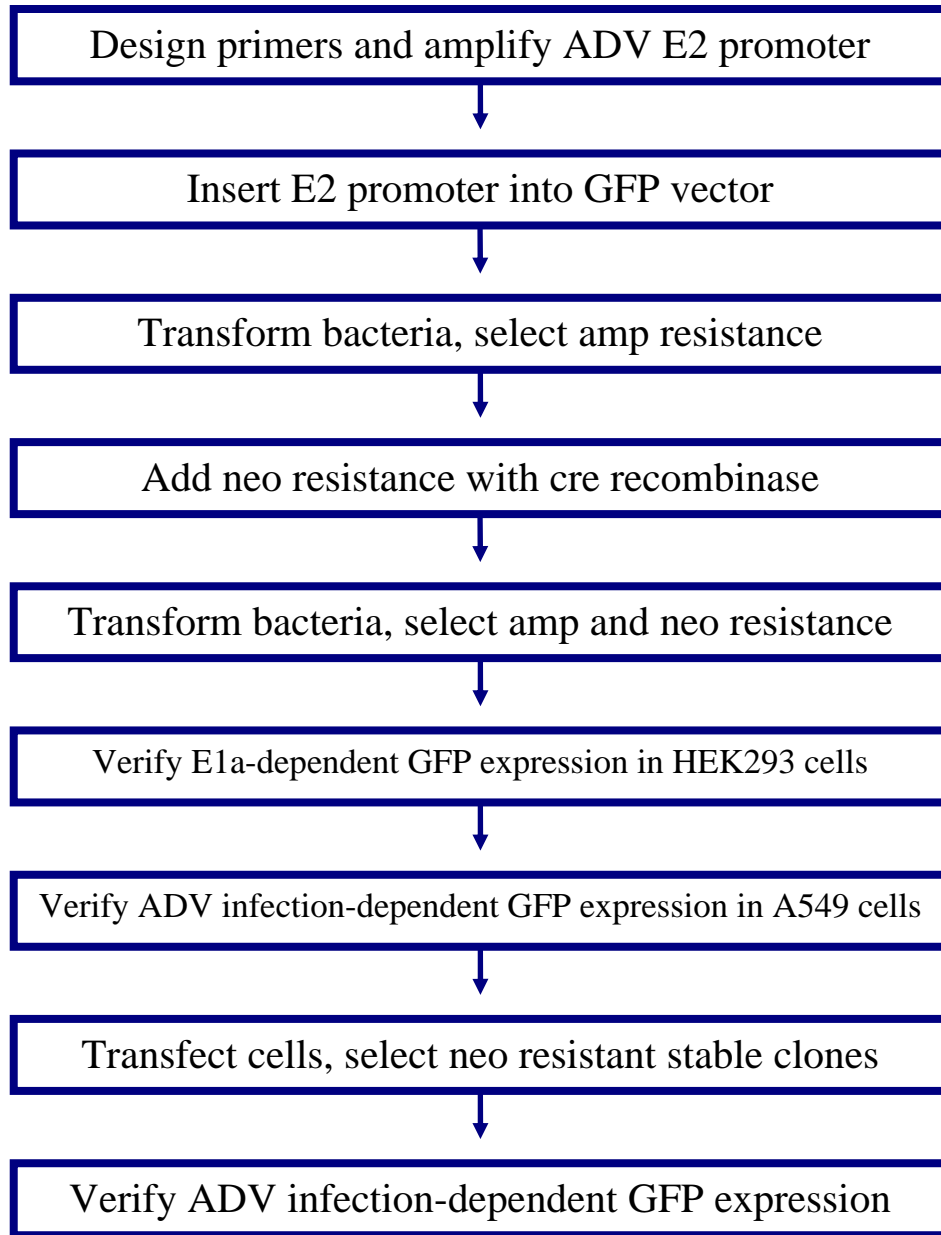 Design primers and amplify ADV E2 promoter
Insert E2 promoter into GFP vector
Transform bacteria, select amp resistance
Add neo resistance with cre recombinase
Transform bacteria, select amp and neo resistance
Verify E1a-dependent GFP expression in HEK293 cells
Verify ADV infection-dependent GFP expression in A549 cells
Transfect cells, select neo resistant stable clones
Verify ADV infection-dependent GFP expression